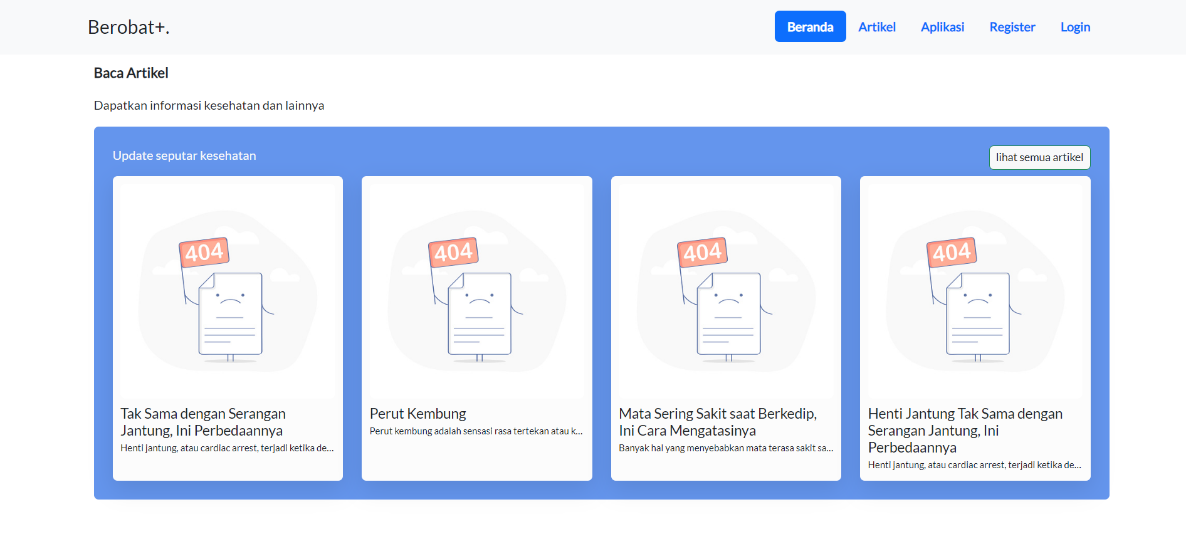 Berobat+.
Beranda
Artikel
Aplikasi
Register
Login
Baca Artikel
Dapatkan informasi kesehatan dan lainnya
Update seputar kesehatan
lihat semua artikel
404
404
404
404
Tak Sama dengan Serangan
Jantung, Ini Perbedaannya
Henti jantung, atau cardiac arrest, terjadi ketika de...
Perut Kembung
Perut kembung adalah sensasi rasa tertekan atau k...
Mata Sering Sakit saat Berkedip,
Ini Cara Mengatasinya
Banyak hal yang menyebabkan mata terasa sakit sa...
Henti Jantung Tak Sama dengan
Serangan Jantung, Ini
Perbedaannya
Henti jantung, atau cardiac arrest, terjadi ketika de...